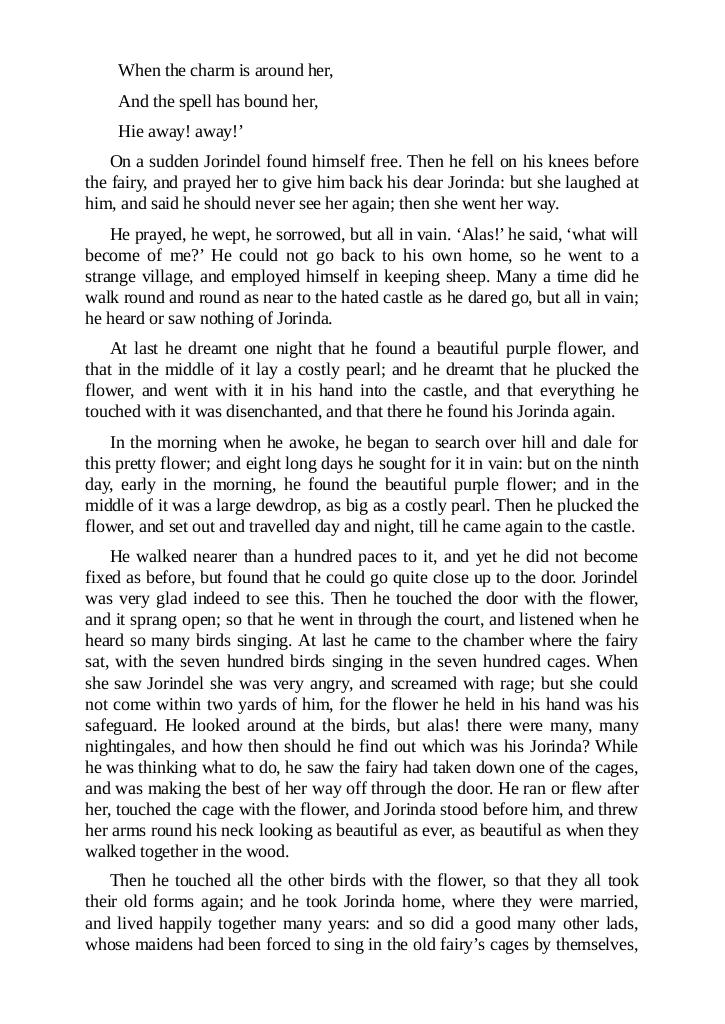 When the charm is around her,
And the spell has bound her,
Hie away! away!’
On a sudden Jorindel found himself free. Then he fell on his knees before
the fairy, and prayed her to give him back his dear Jorinda: but she laughed at
him, and said he should never see her again; then she went her way.
He prayed, he wept, he sorrowed, but all in vain. ‘Alas!’ he said, ‘what will
become of me?’ He could not go back to his own home, so he went to a
strange village, and employed himself in keeping sheep. Many a time did he
walk round and round as near to the hated castle as he dared go, but all in vain;
he heard or saw nothing of Jorinda.
At last he dreamt one night that he found a beautiful purple flower, and
that in the middle of it lay a costly pearl; and he dreamt that he plucked the
flower, and went with it in his hand into the castle, and that everything he
touched with it was disenchanted, and that there he found his Jorinda again.
In the morning when he awoke, he began to search over hill and dale for
this pretty flower; and eight long days he sought for it in vain: but on the ninth
day, early in the morning, he found the beautiful purple flower; and in the
middle of it was a large dewdrop, as big as a costly pearl. Then he plucked the
flower, and set out and travelled day and night, till he came again to the castle.
He walked nearer than a hundred paces to it, and yet he did not become
fixed as before, but found that he could go quite close up to the door. Jorindel
was very glad indeed to see this. Then he touched the door with the flower,
and it sprang open; so that he went in through the court, and listened when he
heard so many birds singing. At last he came to the chamber where the fairy
sat, with the seven hundred birds singing in the seven hundred cages. When
she saw Jorindel she was very angry, and screamed with rage; but she could
not come within two yards of him, for the flower he held in his hand was his
safeguard. He looked around at the birds, but alas! there were many, many
nightingales, and how then should he find out which was his Jorinda? While
he was thinking what to do, he saw the fairy had taken down one of the cages,
and was making the best of her way off through the door. He ran or flew after
her, touched the cage with the flower, and Jorinda stood before him, and threw
her arms round his neck looking as beautiful as ever, as beautiful as when they
walked together in the wood.
Then he touched all the other birds with the flower, so that they all took
their old forms again; and he took Jorinda home, where they were married,
and lived happily together many years: and so did a good many other lads,
whose maidens had been forced to sing in the old fairy’s cages by themselves,